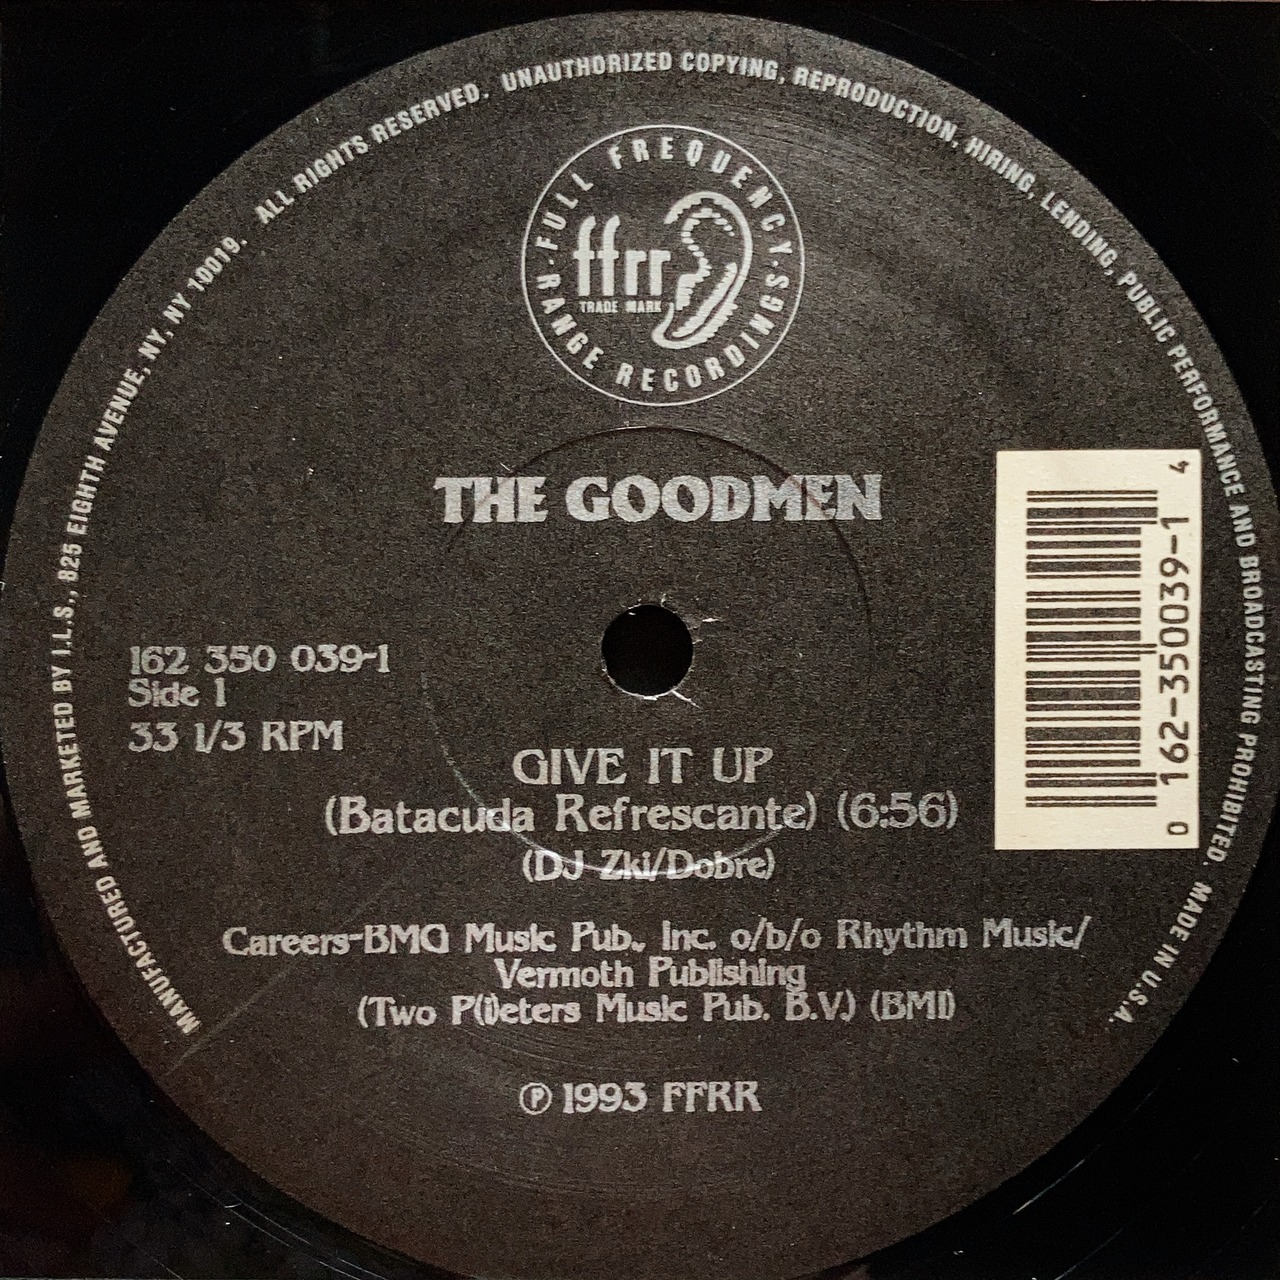 MANUFACTURED AND MARKETED BY I.L.S., 825 EIGHTH AVENUE, NY, NY 10019. ALL RIGHTS RESERVED. UNAUTHORIZED COPYING, REPRODUCTION, HIRING, LENDING, PUBLIC PERFORMANCE AND BROADCASTING PROHIBITED. MADE IN U.S.A.
FULL FREQUENCY
ffrr
TRADE MARK
· RANGE RECORDINGS ·
THE GOODMEN
162 350 039-1
Side 1
33 1/3 RPM
0 162-350039-1 4
GIVE IT UP
(Batacuda Refrescante) (6:56)
(DJ Zki/Dobre)
Careers-BMG Music Pub., Inc. o/b/o Rhythm Music/
Vermoth Publishing
(Two P(i)eters Music Pub. B.V.) (BMI)
℗ 1993 FFRR